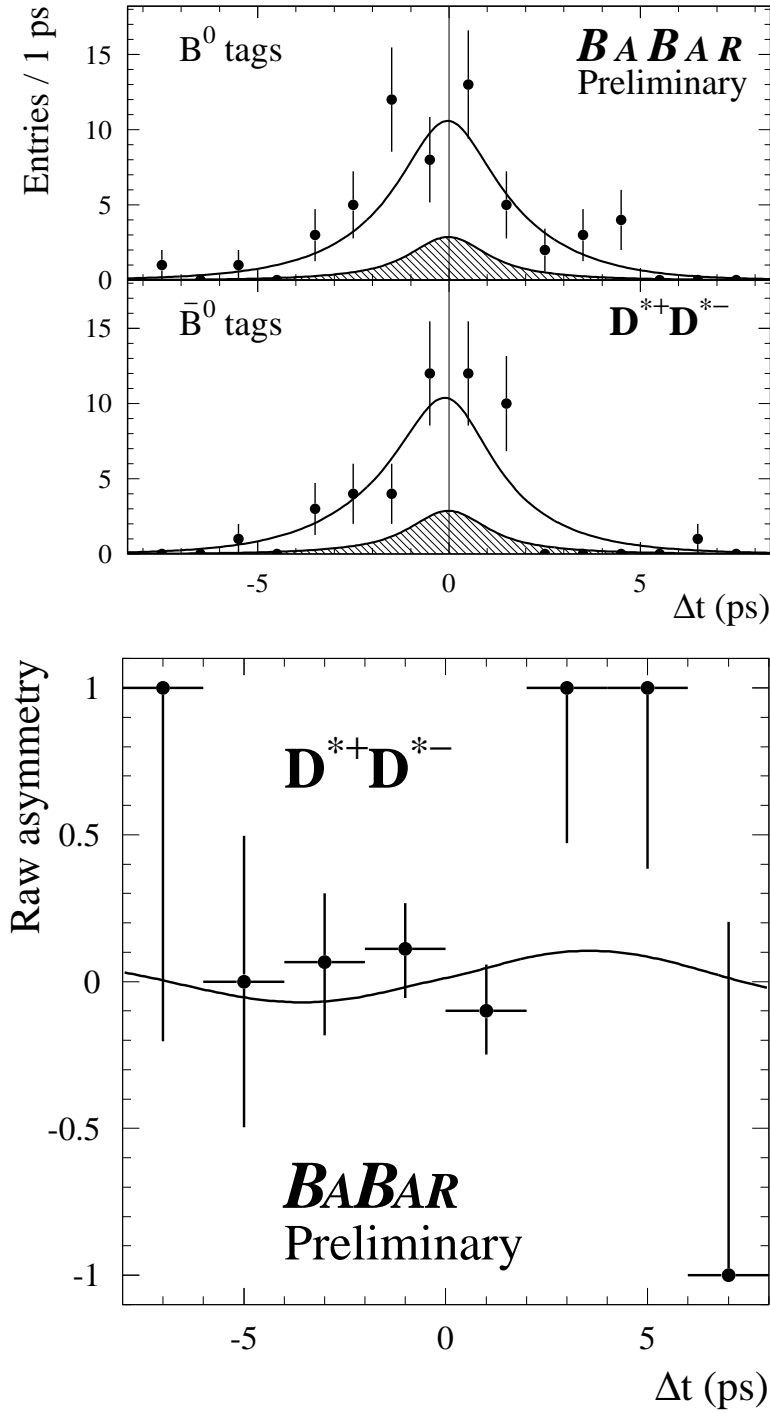 Entries / 1 ps
15
10
5
0
B⁰ tags
BABAR
Preliminary
15
10
5
0
B̄⁰ tags
D*+D*−
-5
0
5
Δt (ps)
Raw asymmetry
1
0.5
0
-0.5
-1
D*+D*−
BABAR
Preliminary
-5
0
5
Δt (ps)